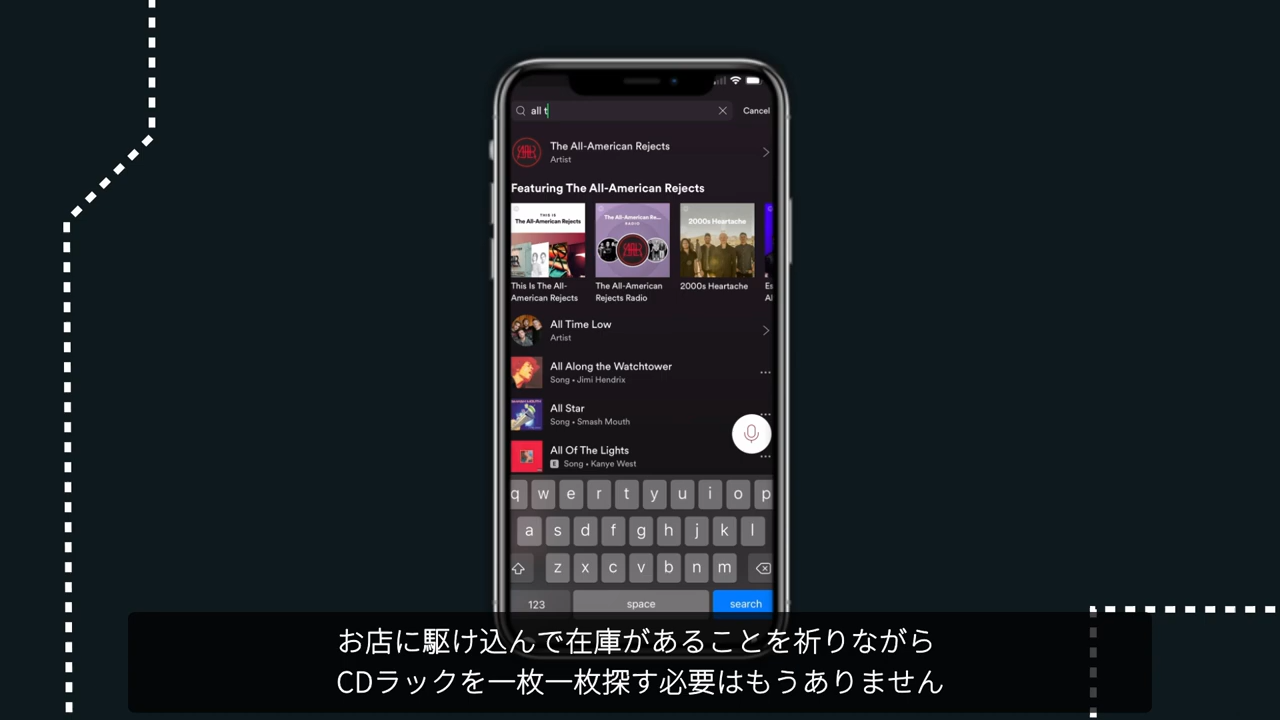 all t
Cancel
The All-American Rejects
Artist
Featuring The All-American Rejects
THIS IS
The All-American Rejects
The All-American Re...
RADIO
2000s Heartache
This Is The All-
American Rejects
The All-American
Rejects Radio
2000s Heartache
Es
Al
All Time Low
Artist
All Along the Watchtower
Song • Jimi Hendrix
All Star
Song • Smash Mouth
All Of The Lights
E Song • Kanye West
q w e r t y u i o p
a s d f g h j k l
z x c v b n m
123 space search
お店に駆け込んで在庫があることを祈りながら
CDラックを一枚一枚探す必要はもうありません